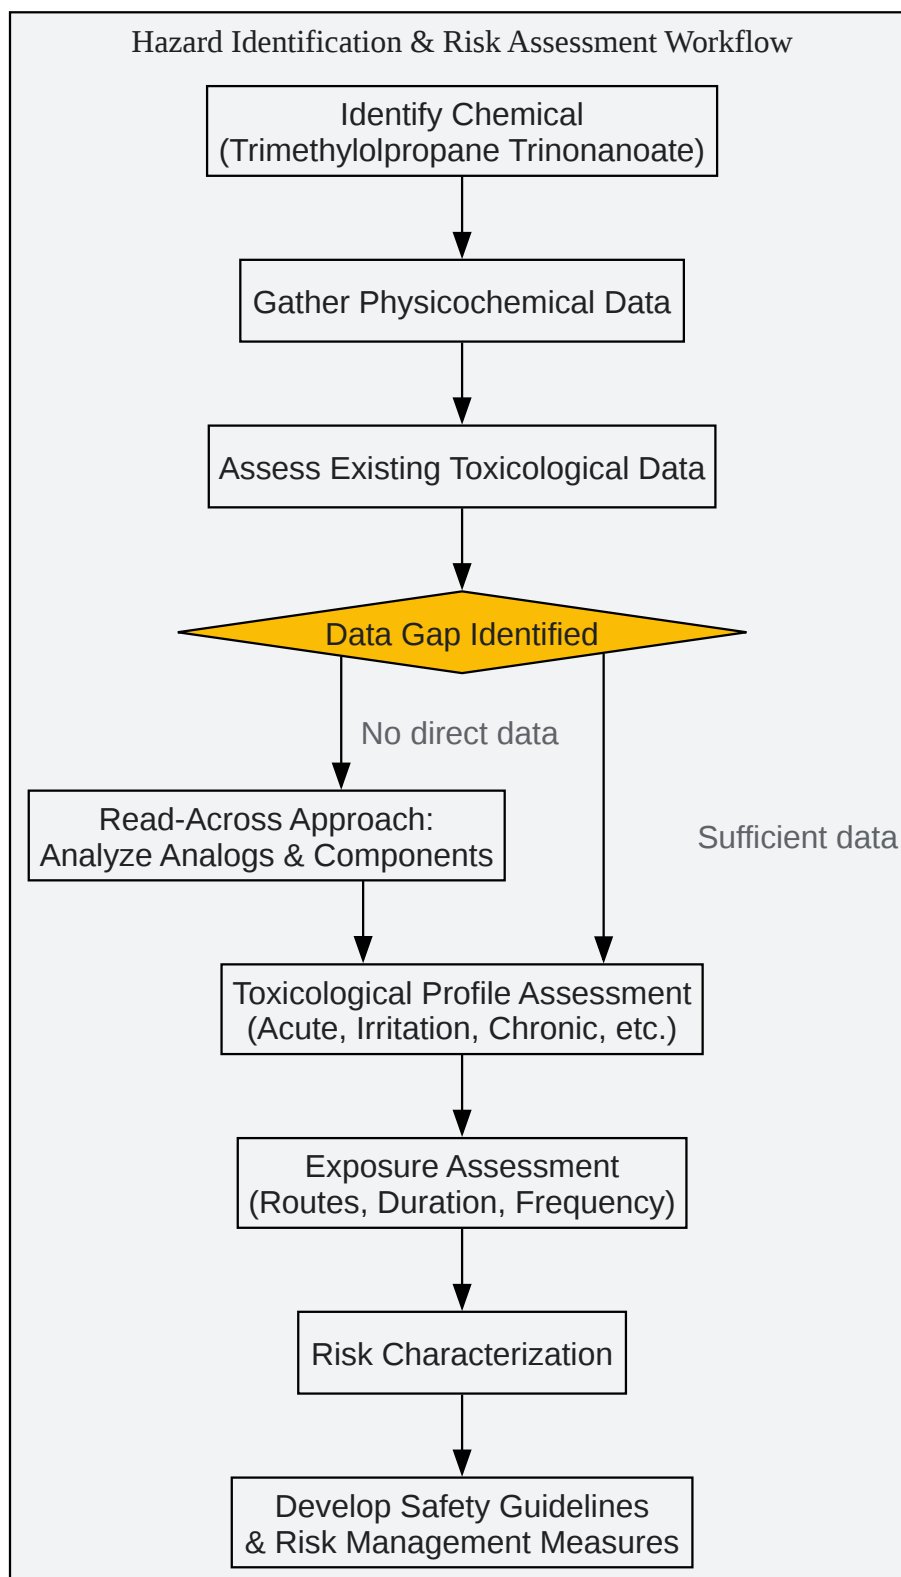 Hazard Identification & Risk Assessment Workflow
Identify Chemical
(Trimethylolpropane Trinonanoate)
Gather Physicochemical Data
Assess Existing Toxicological Data
Data Gap Identified
No direct data
Read-Across Approach:
Analyze Analogs & Components
Sufficient data
Toxicological Profile Assessment
(Acute, Irritation, Chronic, etc.)
Exposure Assessment
(Routes, Duration, Frequency)
Risk Characterization
Develop Safety Guidelines
& Risk Management Measures